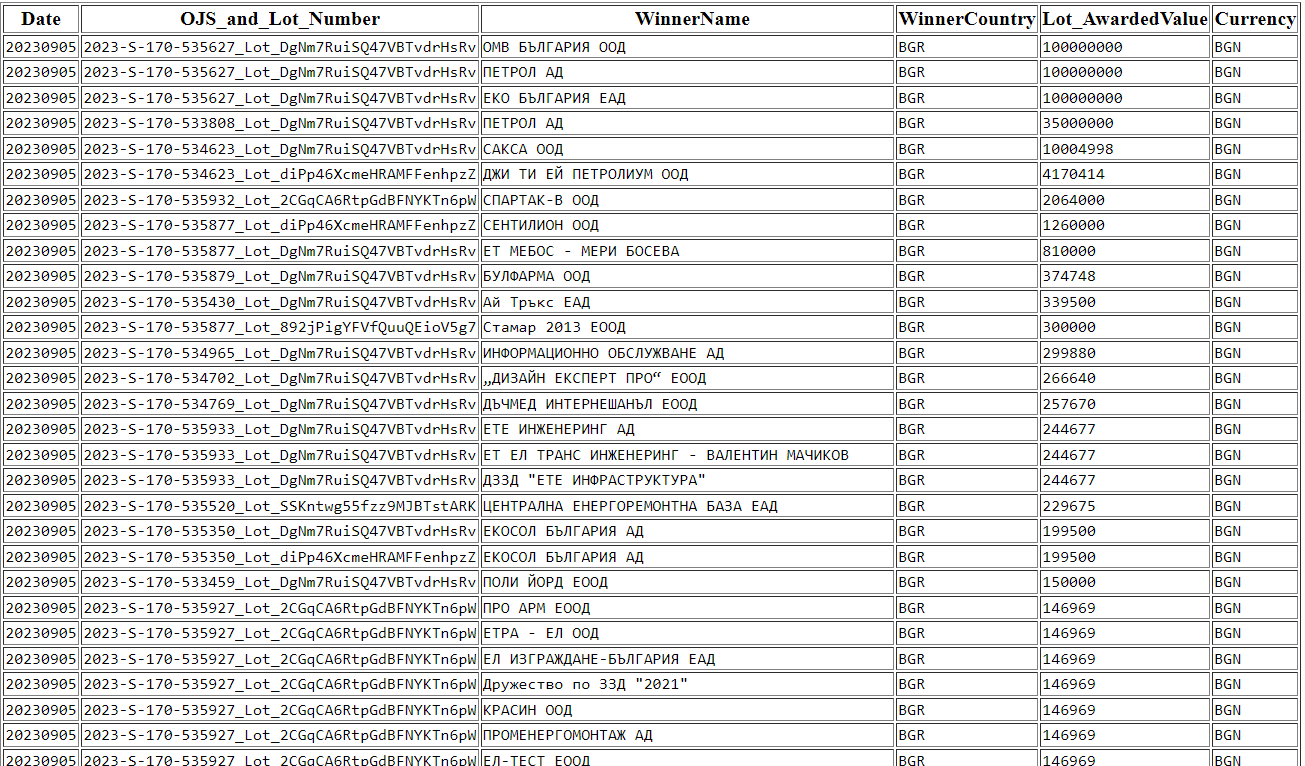 Date OJS_and_Lot_Number WinnerName WinnerCountry Lot_AwardedValue Currency
20230905 2023-S-170-535627_Lot_DgNm7RuiSQ47VBTvdrHsRv ОМВ БЪЛГАРИЯ ООД BGR 100000000 BGN
20230905 2023-S-170-535627_Lot_DgNm7RuiSQ47VBTvdrHsRv ПЕТРОЛ АД BGR 100000000 BGN
20230905 2023-S-170-535627_Lot_DgNm7RuiSQ47VBTvdrHsRv ЕКО БЪЛГАРИЯ ЕАД BGR 100000000 BGN
20230905 2023-S-170-533808_Lot_DgNm7RuiSQ47VBTvdrHsRv ПЕТРОЛ АД BGR 35000000 BGN
20230905 2023-S-170-534623_Lot_DgNm7RuiSQ47VBTvdrHsRv САКСА ООД BGR 10004998 BGN
20230905 2023-S-170-534623_Lot_diPp46XcmeHRAMFFenhpzZ ДЖИ ТИ ЕЙ ПЕТРОЛИУМ ООД BGR 4170414 BGN
20230905 2023-S-170-535932_Lot_2CGqCA6RtpGdBFNYKTn6pW СПАРТАК-В ООД BGR 2064000 BGN
20230905 2023-S-170-535877_Lot_diPp46XcmeHRAMFFenhpzZ СЕНТИЛИОН ООД BGR 1260000 BGN
20230905 2023-S-170-535877_Lot_DgNm7RuiSQ47VBTvdrHsRv ЕТ МЕБОС - МЕРИ БОСЕВА BGR 810000 BGN
20230905 2023-S-170-535879_Lot_DgNm7RuiSQ47VBTvdrHsRv БУЛФАРМА ООД BGR 374748 BGN
20230905 2023-S-170-535430_Lot_DgNm7RuiSQ47VBTvdrHsRv Ай Тръкс ЕАД BGR 339500 BGN
20230905 2023-S-170-535877_Lot_892jPigYFVfQuuQEioV5g7 Стамар 2013 ЕООД BGR 300000 BGN
20230905 2023-S-170-534965_Lot_DgNm7RuiSQ47VBTvdrHsRv ИНФОРМАЦИОННО ОБСЛУЖВАНЕ АД BGR 299880 BGN
20230905 2023-S-170-534702_Lot_DgNm7RuiSQ47VBTvdrHsRv „ДИЗАЙН ЕКСПЕРТ ПРО“ ЕООД BGR 266640 BGN
20230905 2023-S-170-534769_Lot_DgNm7RuiSQ47VBTvdrHsRv ДЪЧМЕД ИНТЕРНЕШАНЪЛ ЕООД BGR 257670 BGN
20230905 2023-S-170-535933_Lot_DgNm7RuiSQ47VBTvdrHsRv ЕТЕ ИНЖЕНЕРИНГ АД BGR 244677 BGN
20230905 2023-S-170-535933_Lot_DgNm7RuiSQ47VBTvdrHsRv ЕТ ЕЛ ТРАНС ИНЖЕНЕРИНГ - ВАЛЕНТИН МАЧИКОВ BGR 244677 BGN
20230905 2023-S-170-535933_Lot_DgNm7RuiSQ47VBTvdrHsRv ДЗЗД "ЕТЕ ИНФРАСТРУКТУРА" BGR 244677 BGN
20230905 2023-S-170-535520_Lot_SSKntwg55fzz9MJBTstARK ЦЕНТРАЛНА ЕНЕРГОРЕМОНТНА БАЗА ЕАД BGR 229675 BGN
20230905 2023-S-170-535350_Lot_DgNm7RuiSQ47VBTvdrHsRv ЕКОСОЛ БЪЛГАРИЯ АД BGR 199500 BGN
20230905 2023-S-170-535350_Lot_diPp46XcmeHRAMFFenhpzZ ЕКОСОЛ БЪЛГАРИЯ АД BGR 199500 BGN
20230905 2023-S-170-533459_Lot_DgNm7RuiSQ47VBTvdrHsRv ПОЛИ ЙОРД ЕООД BGR 150000 BGN
20230905 2023-S-170-535927_Lot_2CGqCA6RtpGdBFNYKTn6pW ПРО АРМ ЕООД BGR 146969 BGN
20230905 2023-S-170-535927_Lot_2CGqCA6RtpGdBFNYKTn6pW ЕТРА - ЕЛ ООД BGR 146969 BGN
20230905 2023-S-170-535927_Lot_2CGqCA6RtpGdBFNYKTn6pW ЕЛ ИЗГРАЖДАНЕ-БЪЛГАРИЯ ЕАД BGR 146969 BGN
20230905 2023-S-170-535927_Lot_2CGqCA6RtpGdBFNYKTn6pW Дружество по ЗЗД "2021" BGR 146969 BGN
20230905 2023-S-170-535927_Lot_2CGqCA6RtpGdBFNYKTn6pW КРАСИН ООД BGR 146969 BGN
20230905 2023-S-170-535927_Lot_2CGqCA6RtpGdBFNYKTn6pW ПРОМЕНЕРГОМОНТАЖ АД BGR 146969 BGN
20230905 2023-S-170-535927_Lot_2CGqCA6RtpGdBFNYKTn6pW ЕЛ-ТЕСТ ЕООД BGR 146969 BGN